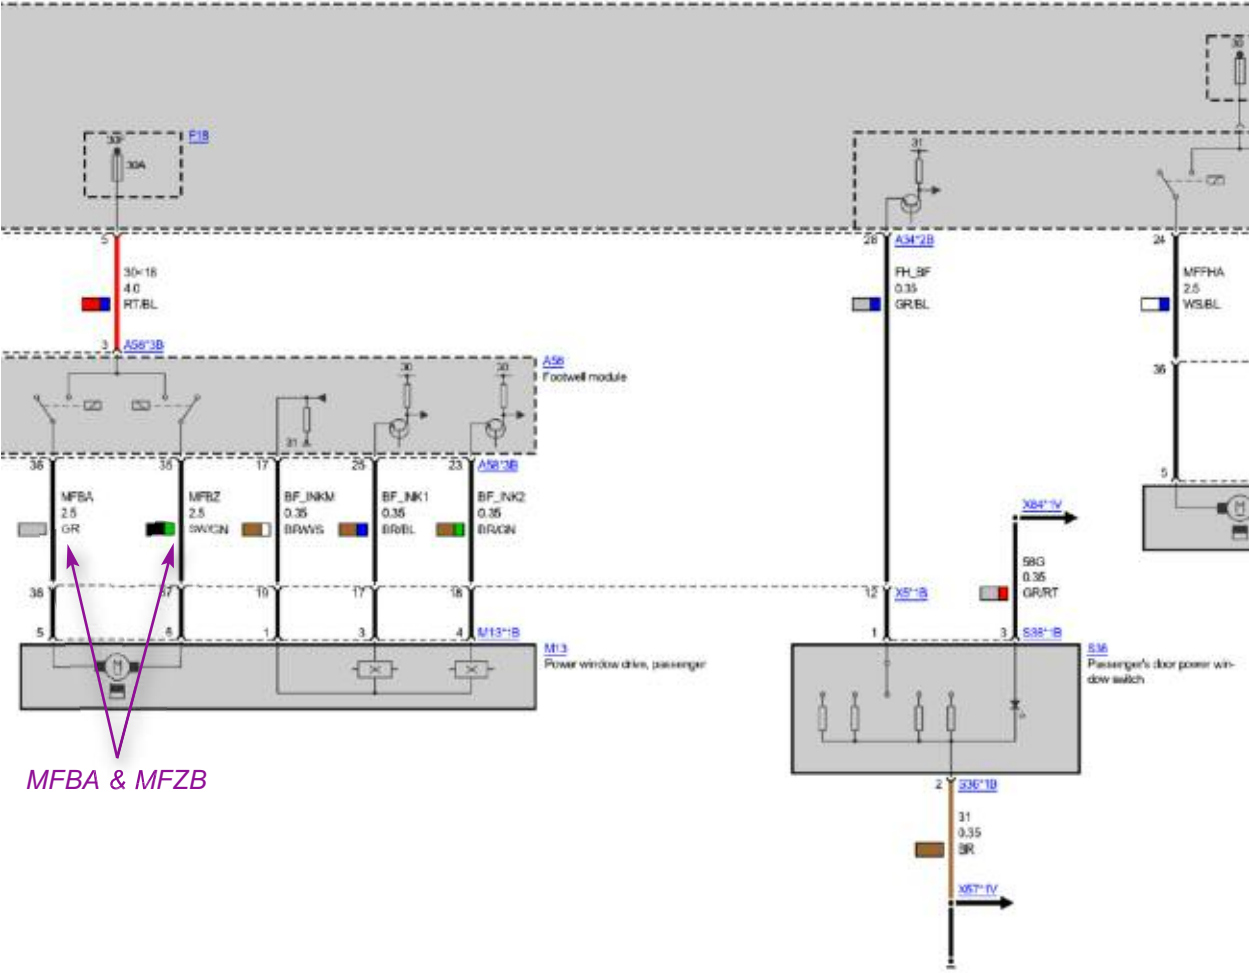 30
30F
F18
30A
31
5
28
A34*2B
24
30<18
4.0
RT/BL
FH_BF
0.35
GR/BL
MFFHA
2.5
WS/BL
3
A58*3B
A58
Footwell module
30
30
36
31
36
35
17
25
23
A58*3B
5
MFBA
2.5
GR
MFBZ
2.5
SW/GN
BF_INKM
0.35
BR/WS
BF_INK1
0.35
BR/BL
BF_INK2
0.35
BR/GN
X84*1V
M
58G
0.35
GR/RT
38
37
19
17
18
12
X5*1B
5
6
1
3
4
M13*1B
1
3
S36*1B
M
M13
Power window drive, passenger
S36
Passenger's door power win-
dow switch
MFBA & MFZB
2
S36*1B
31
0.35
BR
X57*1V